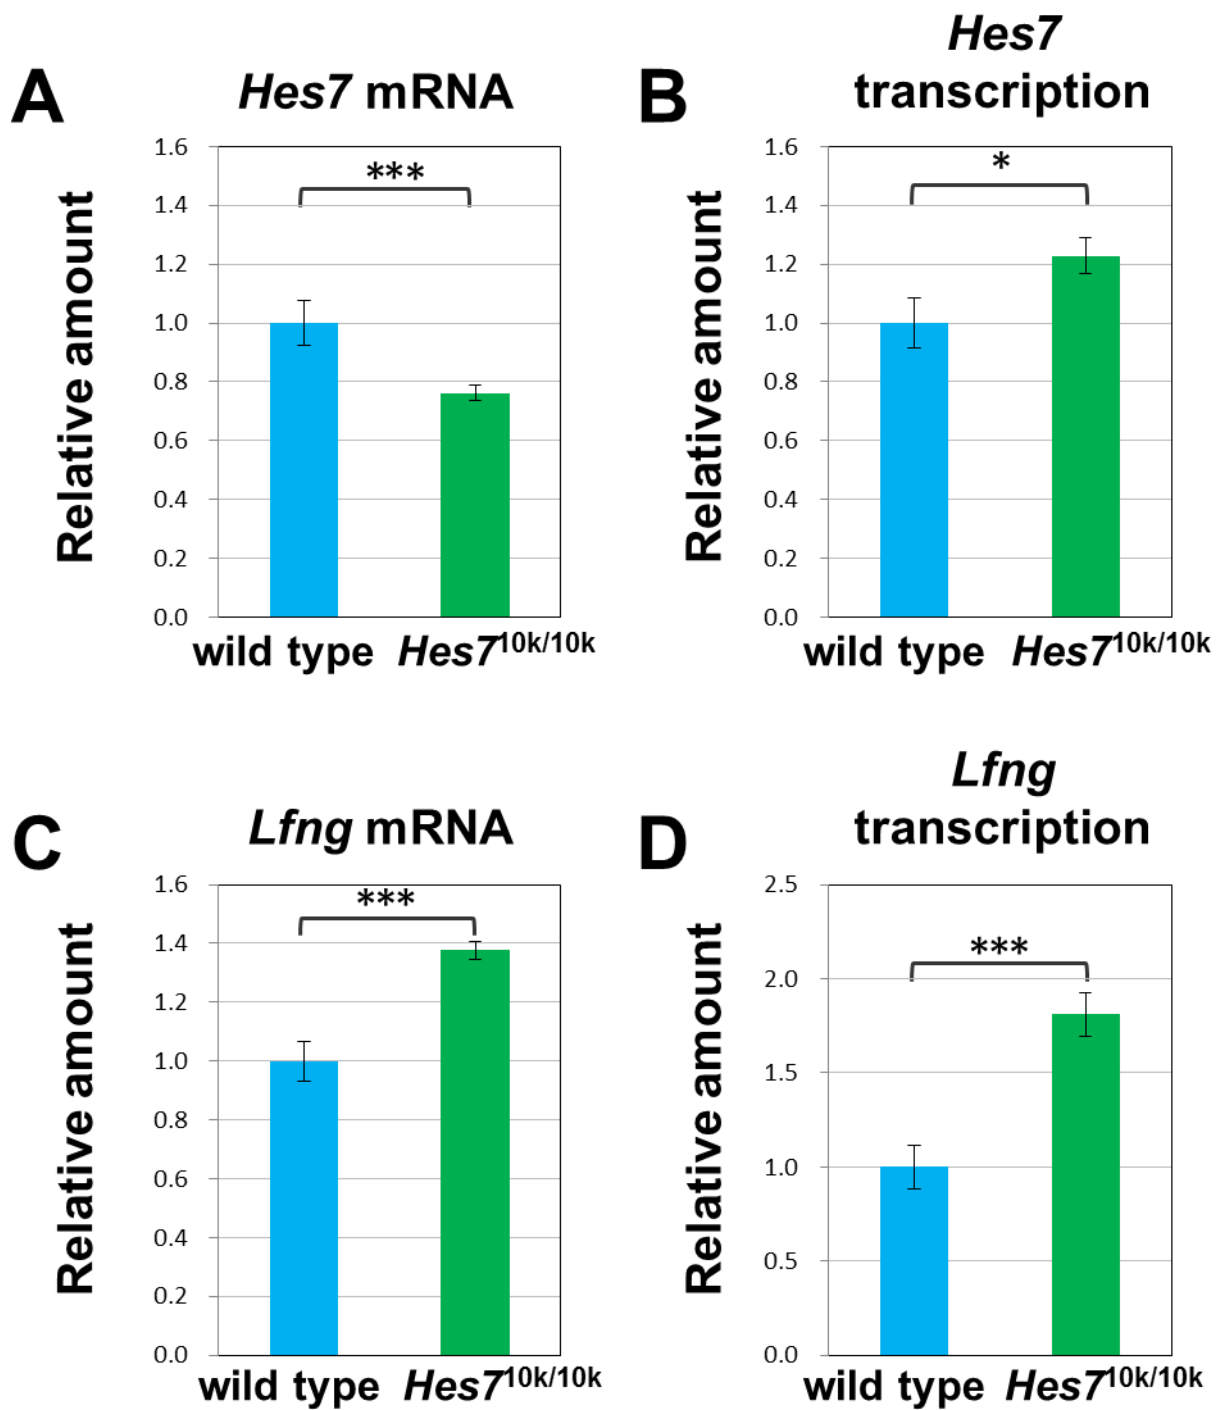 A
Hes7 mRNA
Relative amount
1.6
1.4
1.2
1.0
0.8
0.6
0.4
0.2
0.0
***
wild type Hes710k/10k
B
Hes7
transcription
Relative amount
1.6
1.4
1.2
1.0
0.8
0.6
0.4
0.2
0.0
*
wild type Hes710k/10k
C
Lfng mRNA
Relative amount
1.6
1.4
1.2
1.0
0.8
0.6
0.4
0.2
0.0
***
wild type Hes710k/10k
D
Lfng
transcription
Relative amount
2.5
2.0
1.5
1.0
0.5
0.0
***
wild type Hes710k/10k